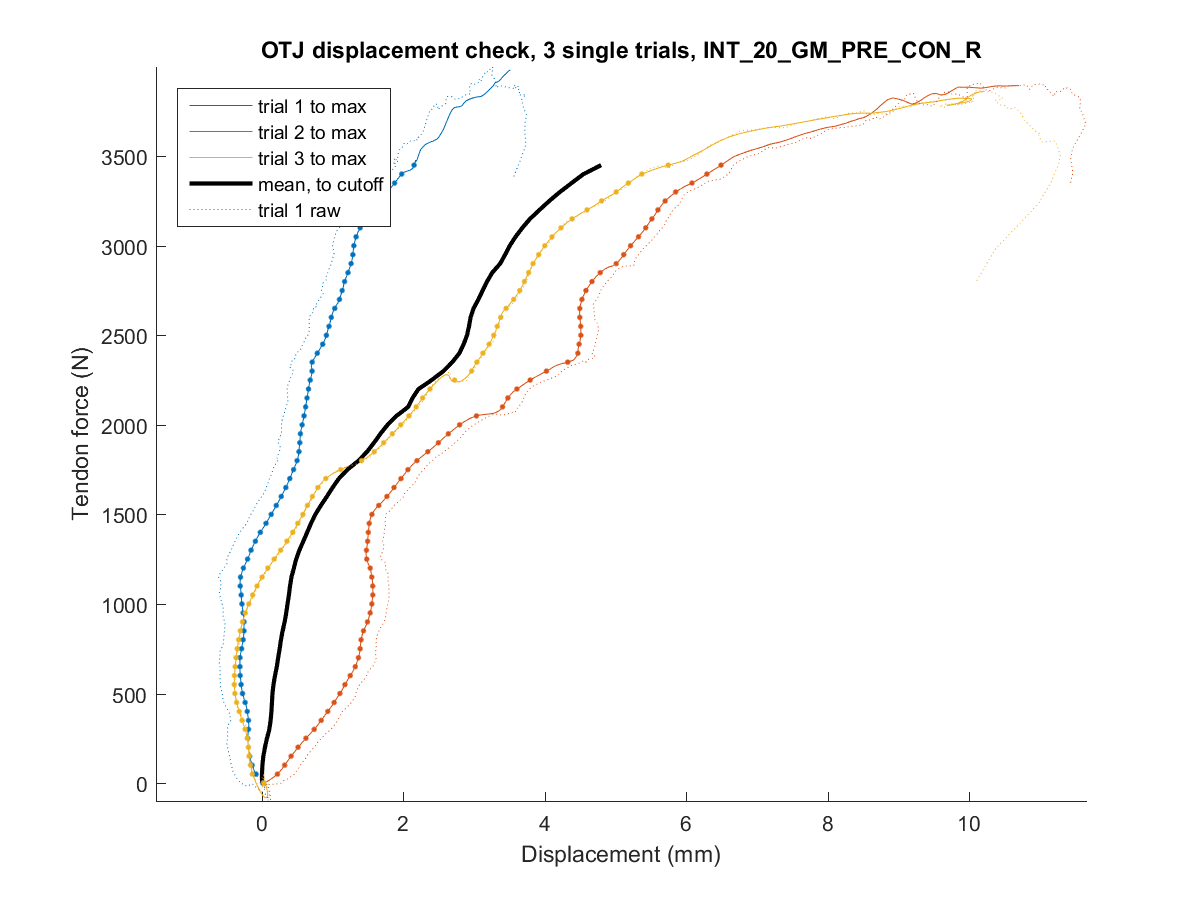 OTJ displacement check, 3 single trials, INT_20_GM_PRE_CON_R
trial 1 to max
trial 2 to max
trial 3 to max
mean, to cutoff
trial 1 raw
3500
3000
2500
2000
1500
1000
500
0
Tendon force (N)
0 2 4 6 8 10
Displacement (mm)